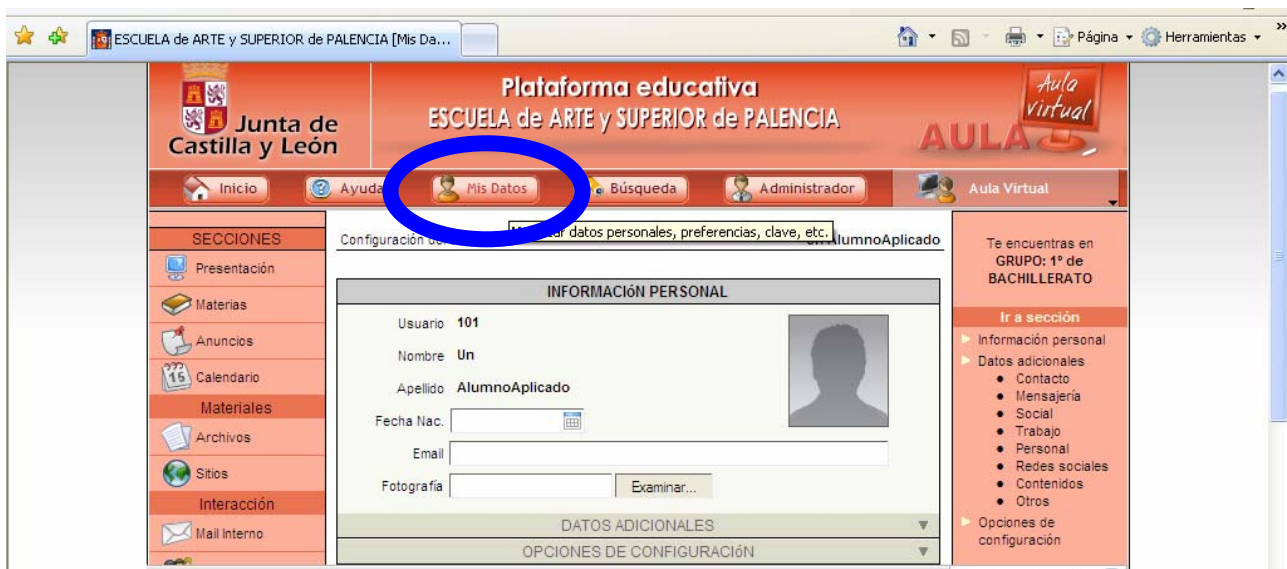 ESCUELA de ARTE y SUPERIOR de PALENCIA [Mis Da...
Página
Herramientas
»
Junta de
Castilla y León
Plataforma educativa
ESCUELA de ARTE y SUPERIOR de PALENCIA
Aula
virtual
AULA
Inicio
Mis Datos
Búsqueda
Administrador
Aula Virtual
datos personales, preferencias, clave, etc.
AlumnoAplicado
SECCIONES
Presentación
Materias
Anuncios
15 Calendario
Materiales
Archivos
Sitios
Interacción
Mail Interno
INFORMACIóN PERSONAL
Usuario 101
Nombre Un
Apellido AlumnoAplicado
Fecha Nac.
Email
Fotografía Examinar...
DATOS ADICIONALES
OPCIONES DE CONFIGURACIóN
Te encuentras en
GRUPO: 1º de
BACHILLERATO
Ir a sección
Información personal
Datos adicionales
• Contacto
• Mensajería
• Social
• Trabajo
• Personal
• Redes sociales
• Contenidos
• Otros
Opciones de
configuración